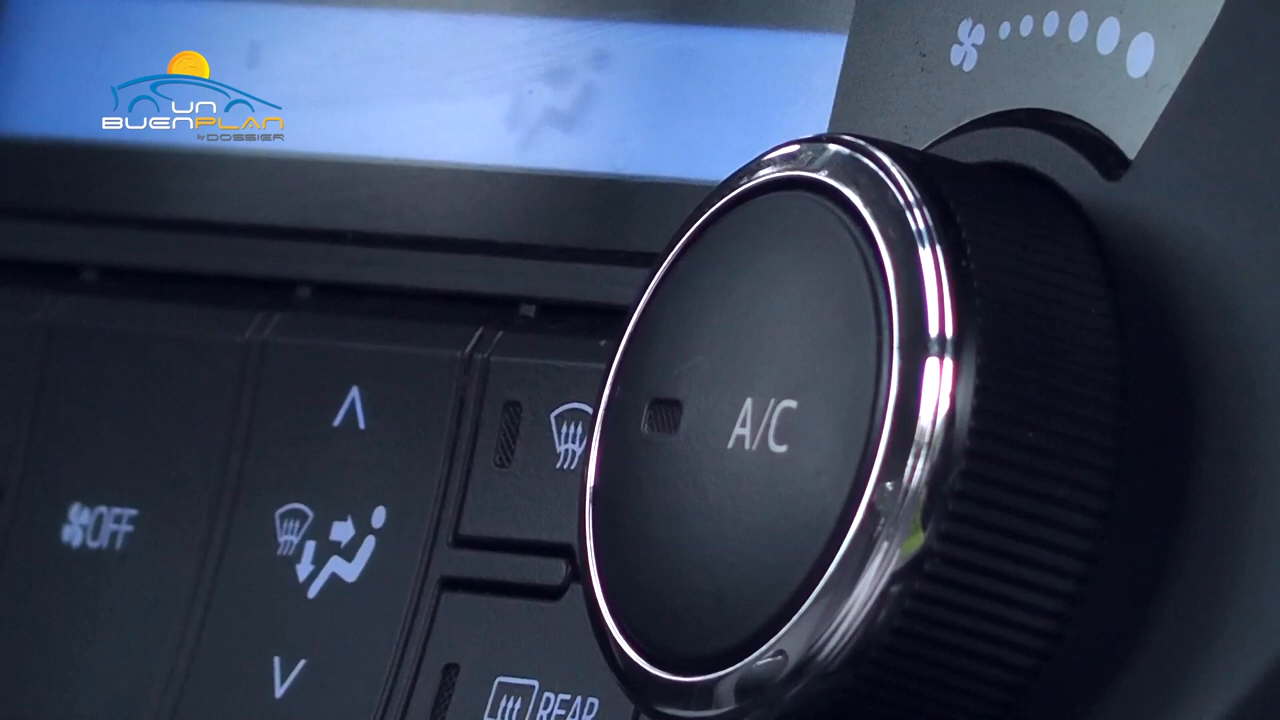 UN
BUENPLAN
by DOSSIER
A/C
OFF
REAR